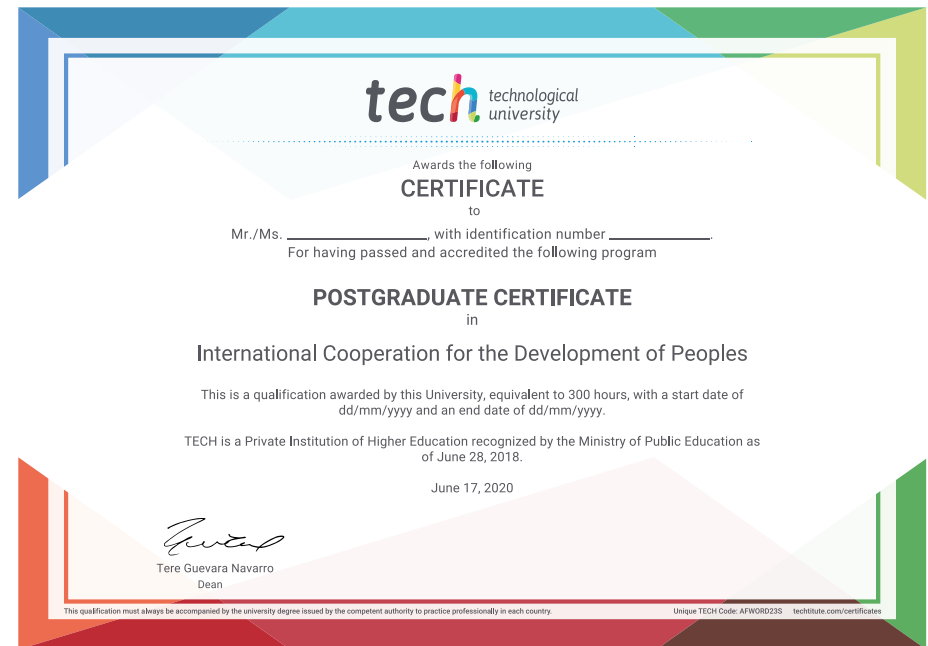 tech technological
university
Awards the following
CERTIFICATE
to
Mr./Ms. ____________________, with identification number ______________.
For having passed and accredited the following program
POSTGRADUATE CERTIFICATE
in
International Cooperation for the Development of Peoples
This is a qualification awarded by this University, equivalent to 300 hours, with a start date of
dd/mm/yyyy and an end date of dd/mm/yyyy.
TECH is a Private Institution of Higher Education recognized by the Ministry of Public Education as
of June 28, 2018.
June 17, 2020
Tere Guevara Navarro
Dean
This qualification must always be accompanied by the university degree issued by the competent authority to practice professionally in each country. Unique TECH Code: AFWORD23S techtitute.com/certificates